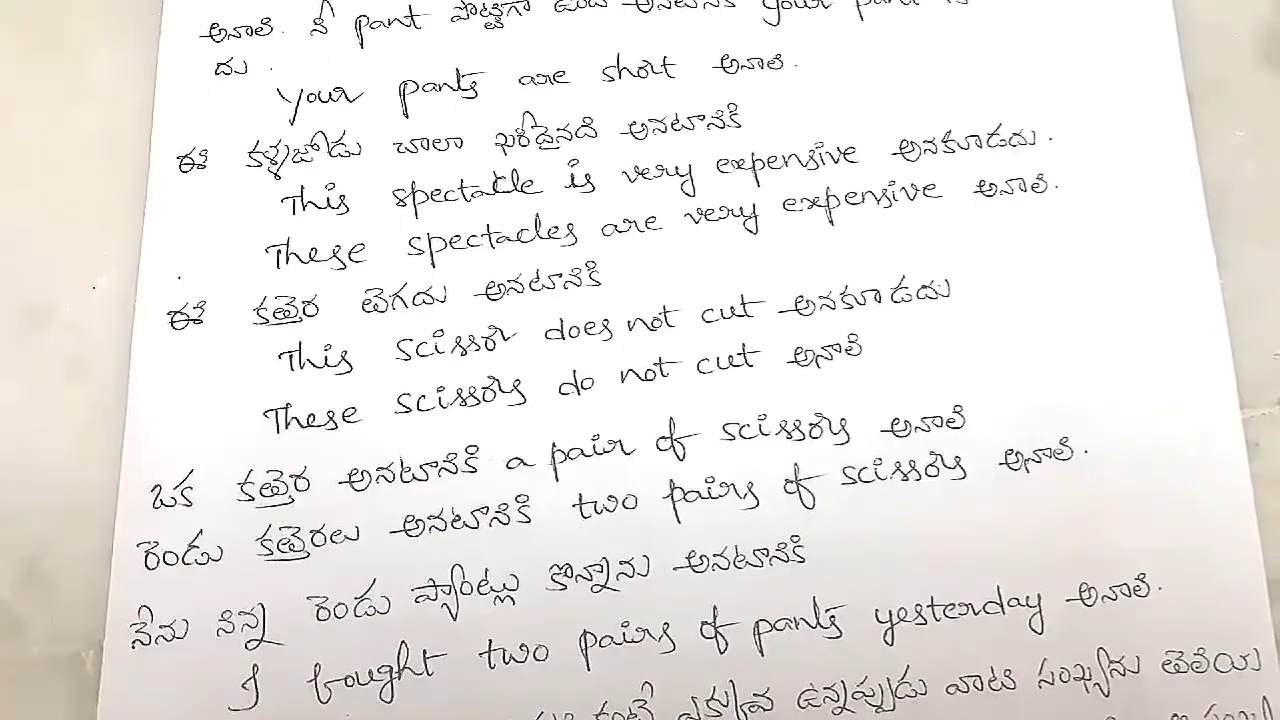 అనాలి. నీ pant పొట్టిగా ఉంది అనటానికి your pant is
దు.
Your pants are short అనాలి.
ఈ కళ్ళజోడు చాలా ఖరీదైనది అనటానికి
This spectacle is very expensive అనకూడదు.
These spectacles are very expensive అనాలి.
ఈ కత్తెర తెగదు అనటానికి
This scissor does not cut అనకూడదు
These scissors do not cut అనాలి
ఒక కత్తెర అనటానికి a pair of scissors అనాలి
రెండు కత్తెరలు అనటానికి two pairs of scissors అనాలి.
నేను నిన్న రెండు ప్యాంట్లు కొన్నాను అనటానికి
I bought two pairs of pants yesterday అనాలి.
కంటే ఎక్కువ ఉన్నప్పుడు వాటి సంఖ్యను తెలియ